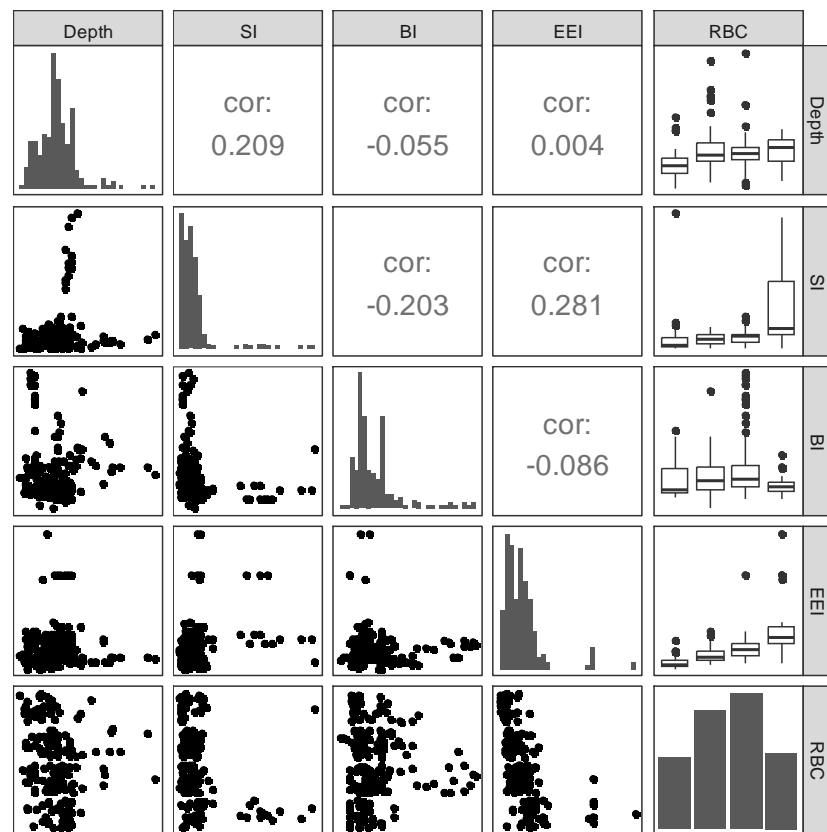 Depth
SI
BI
EEI
RBC
cor:
0.209
cor:
-0.055
cor:
0.004
Depth
cor:
-0.203
cor:
0.281
SI
cor:
-0.086
BI
EEI
RBC